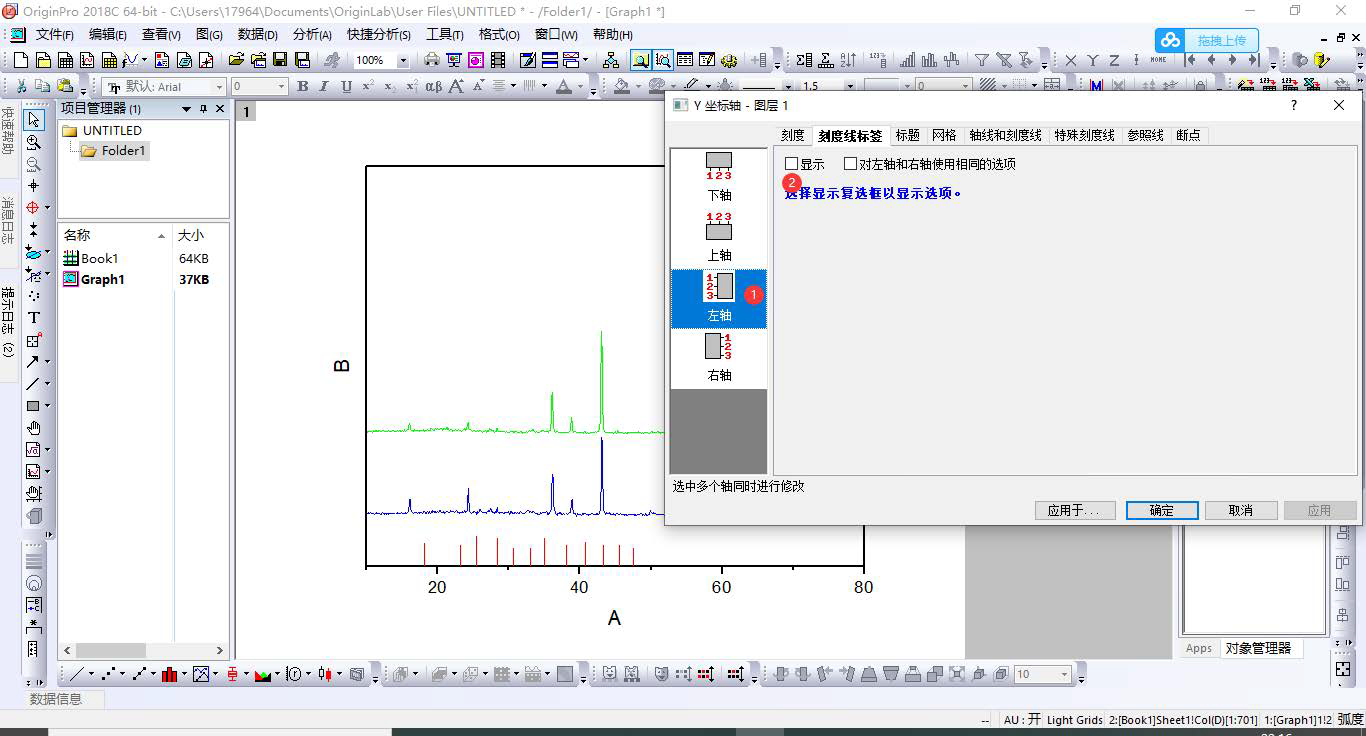 OriginPro 2018C 64-bit - C:\Users\17964\Documents\OriginLab\User Files\UNTITLED * - /Folder1/ - [Graph1 *]
文件(F) 编辑(E) 查看(V) 图(G) 数据(D) 分析(A) 快捷分析(S) 工具(T) 格式(O) 窗口(W) 帮助(H)
拖拽上传
100%
X Y Z HOME
默认: Arial 0 B I U αβ A A A 1.5 0
快速帮助
消息日志
提示日志 (2)
项目管理器 (1)
UNTITLED
Folder1
名称 大小
Book1 64KB
Graph1 37KB
1
B
20 40 60 80
A
Y 坐标轴 - 图层 1 ?
刻度 刻度线标签 标题 网格 轴线和刻度线 特殊刻度线 参照线 断点
1 2 3
下轴
1 2 3
上轴
1 2 3
左轴
1
1 2 3
右轴
显示 对左轴和右轴使用相同的选项
2
选择显示复选框以显示选项。
选中多个轴同时进行修改
应用于... 确定 取消 应用
Apps 对象管理器
10
数据信息
-- AU : 开 Light Grids 2:[Book1]Sheet1!Col(D)[1:701] 1:[Graph1]1!2 弧度